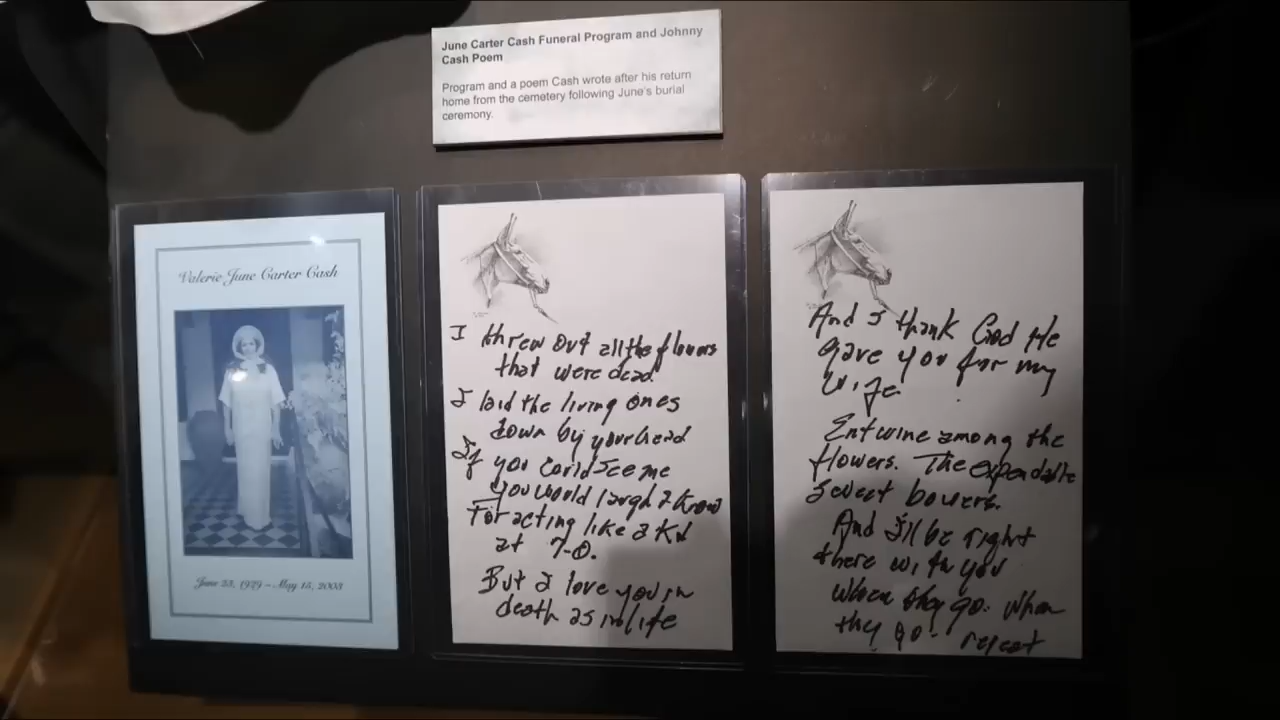 June Carter Cash Funeral Program and Johnny
Cash Poem
Program and a poem Cash wrote after his return
home from the cemetery following June's burial
ceremony.
Valerie June Carter Cash
June 23, 1929 – May 15, 2003
I threw out all the flowers
that were dead.
I laid the living ones
down by your head
If you could see me
you would laugh I know
For acting like a kid
at 7-0.
But I love you in
death as in life
And I thank God He
gave you for my
wife.
Entwine among the
flowers. The expendable
sweet bowers.
And I'll be right
there with you
when they go. when
they go. repeat